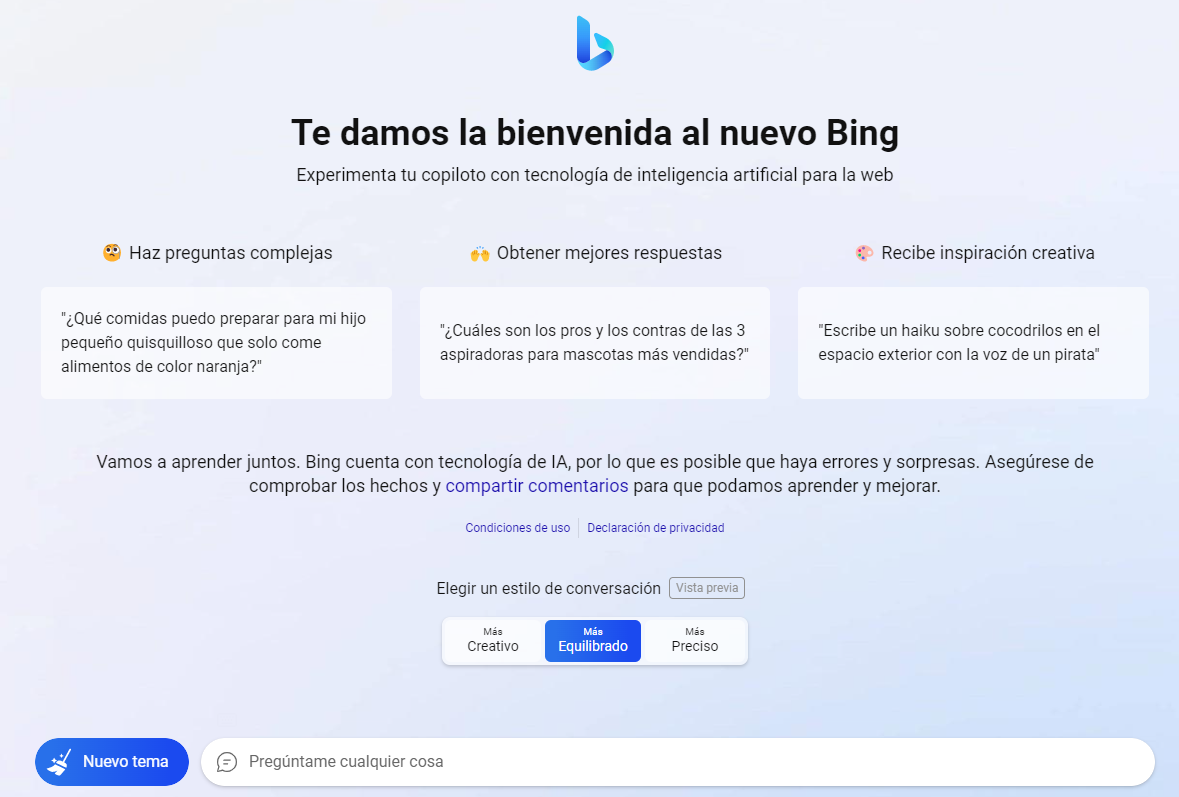 Te damos la bienvenida al nuevo Bing
Experimenta tu copiloto con tecnología de inteligencia artificial para la web
Haz preguntas complejas
"¿Qué comidas puedo preparar para mi hijo
pequeño quisquilloso que solo come
alimentos de color naranja?"
Obtener mejores respuestas
"¿Cuáles son los pros y los contras de las 3
aspiradoras para mascotas más vendidas?"
Recibe inspiración creativa
"Escribe un haiku sobre cocodrilos en el
espacio exterior con la voz de un pirata"
Vamos a aprender juntos. Bing cuenta con tecnología de IA, por lo que es posible que haya errores y sorpresas. Asegúrese de
comprobar los hechos y compartir comentarios para que podamos aprender y mejorar.
Condiciones de uso Declaración de privacidad
Elegir un estilo de conversación Vista previa
Más
Creativo
Más
Equilibrado
Más
Preciso
Nuevo tema Pregúntame cualquier cosa